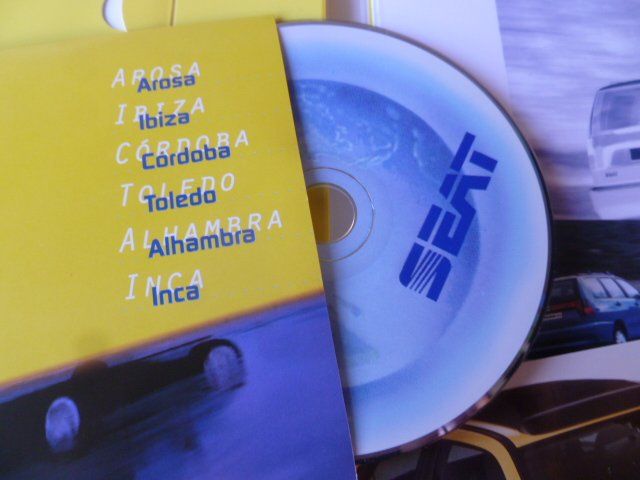 AROSA
Arosa
IBIZA
Ibiza
CÓRDOBA
Córdoba
TOLEDO
Toledo
ALHAMBRA
Alhambra
INCA
Inca
SEAT